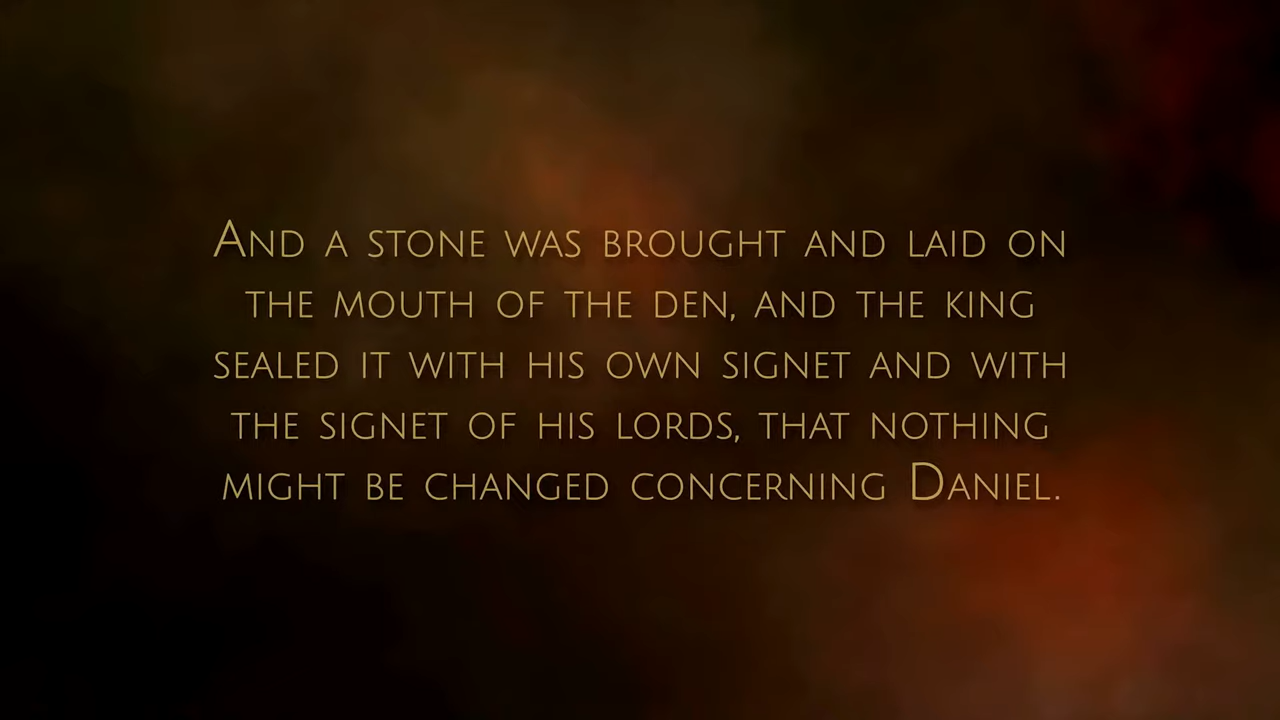 And a stone was brought and laid on
the mouth of the den, and the king
sealed it with his own signet and with
the signet of his lords, that nothing
might be changed concerning Daniel.